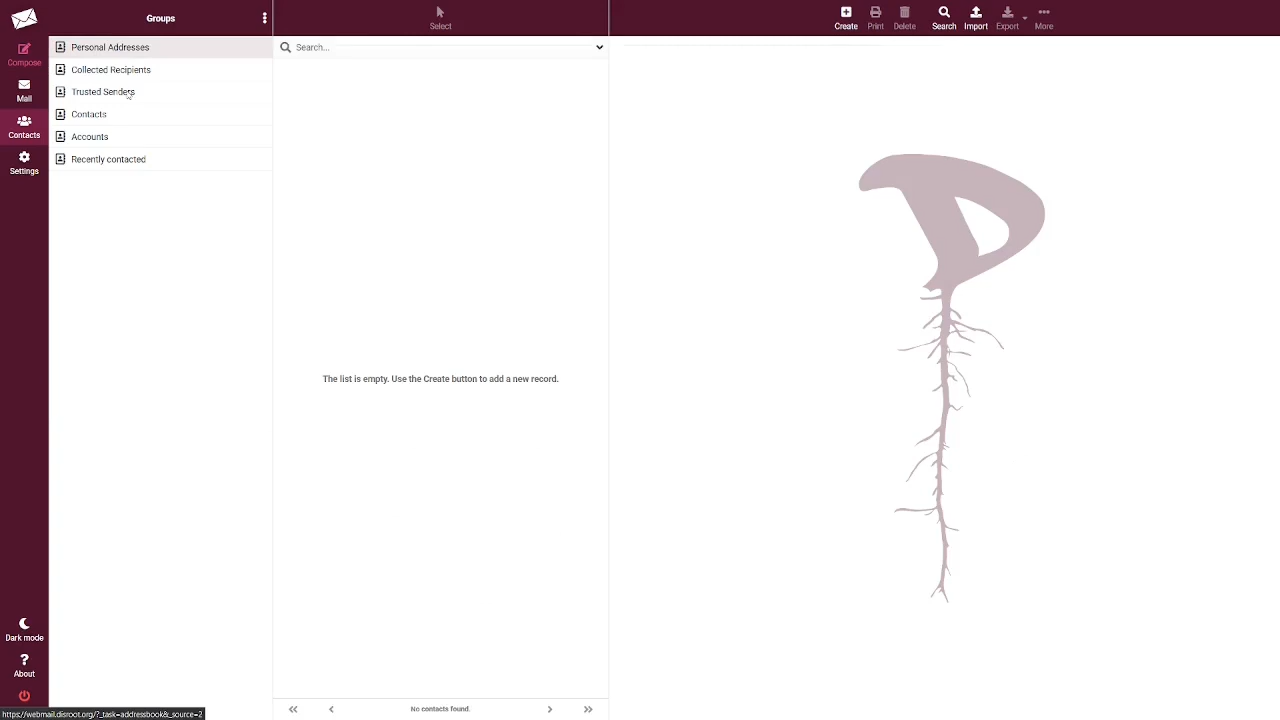 Groups
Select
Create
Print
Delete
Search
Import
Export
More
Compose
Mail
Contacts
Settings
Personal Addresses
Collected Recipients
Trusted Senders
Contacts
Accounts
Recently contacted
Search...
The list is empty. Use the Create button to add a new record.
Dark mode
About
No contacts found.
https://webmail.disroot.org/?_task=addressbook&_source=2